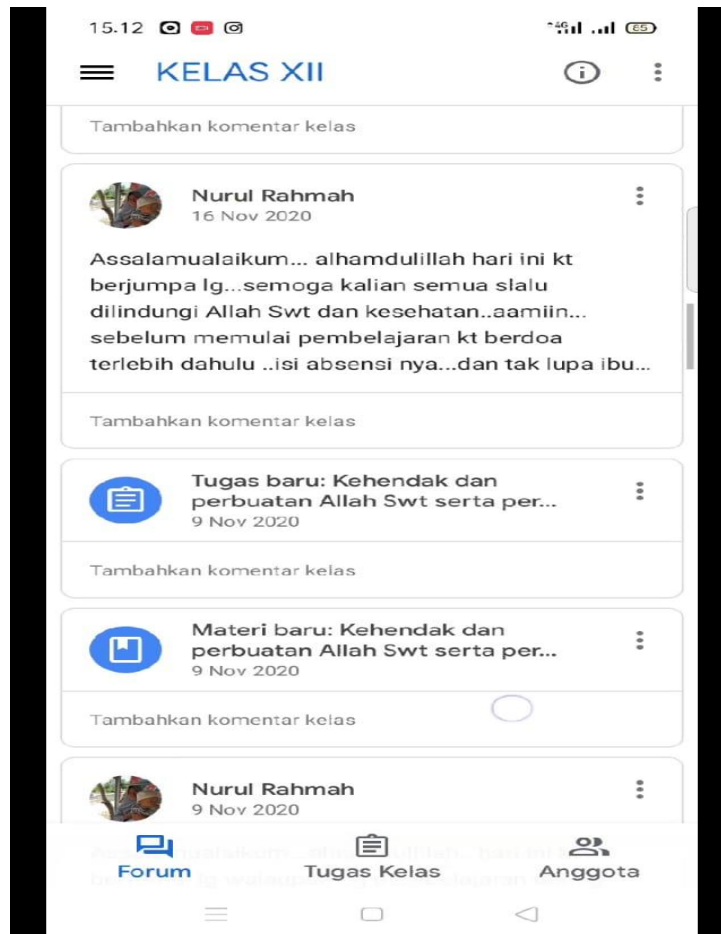 15.12
4G
65
KELAS XII
Tambahkan komentar kelas
Nurul Rahmah
16 Nov 2020
Assalamualaikum... alhamdulillah hari ini kt
berjumpa lg...semoga kalian semua slalu
dilindungi Allah Swt dan kesehatan..aamiin...
sebelum memulai pembelajaran kt berdoa
terlebih dahulu ..isi absensi nya...dan tak lupa ibu...
Tambahkan komentar kelas
Tugas baru: Kehendak dan
perbuatan Allah Swt serta per...
9 Nov 2020
Tambahkan komentar kelas
Materi baru: Kehendak dan
perbuatan Allah Swt serta per...
9 Nov 2020
Tambahkan komentar kelas
Nurul Rahmah
9 Nov 2020
Forum
Tugas Kelas
Anggota